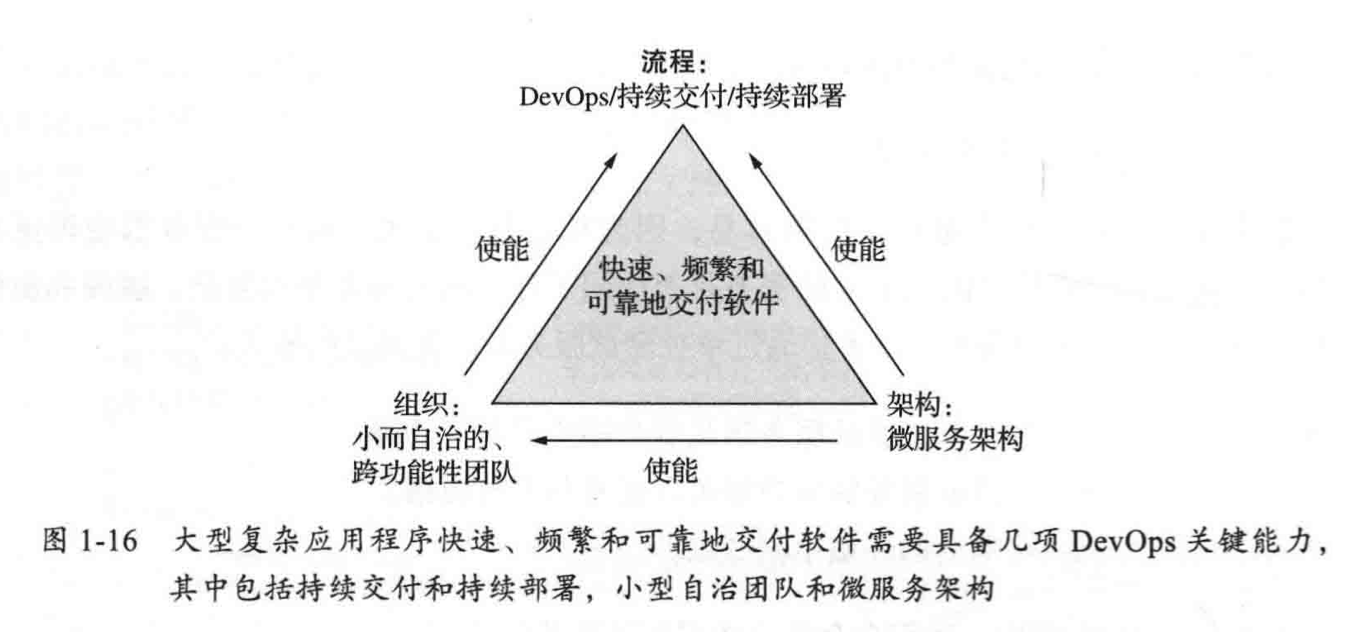 流程：
DevOps/持续交付/持续部署
使能
使能
快速、频繁和
可靠地交付软件
组织：
小而自治的、
跨功能性团队
架构：
微服务架构
使能
图 1-16 大型复杂应用程序快速、频繁和可靠地交付软件需要具备几项 DevOps 关键能力，
其中包括持续交付和持续部署，小型自治团队和微服务架构